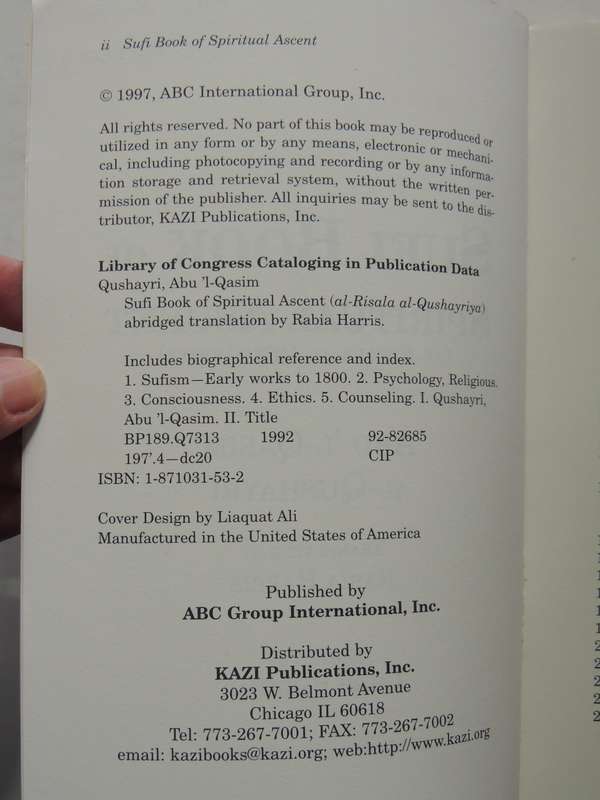 ii Sufi Book of Spiritual Ascent
© 1997, ABC International Group, Inc.
All rights reserved. No part of this book may be reproduced or
utilized in any form or by any means, electronic or mechani-
cal, including photocopying and recording or by any informa-
tion storage and retrieval system, without the written per-
mission of the publisher. All inquiries may be sent to the dis-
tributor, KAZI Publications, Inc.
Library of Congress Cataloging in Publication Data
Qushayri, Abu 'l-Qasim
Sufi Book of Spiritual Ascent (al-Risala al-Qushayriya)
abridged translation by Rabia Harris.
Includes biographical reference and index.
1. Sufism—Early works to 1800. 2. Psychology, Religious.
3. Consciousness. 4. Ethics. 5. Counseling. I. Qushayri,
Abu 'l-Qasim. II. Title
BP189.Q7313 1992 92-82685
197'.4—dc20 CIP
ISBN: 1-871031-53-2
Cover Design by Liaquat Ali
Manufactured in the United States of America
Published by
ABC Group International, Inc.
Distributed by
KAZI Publications, Inc.
3023 W. Belmont Avenue
Chicago IL 60618
Tel: 773-267-7001; FAX: 773-267-7002
email: kazibooks@kazi.org; web:http://www.kazi.org